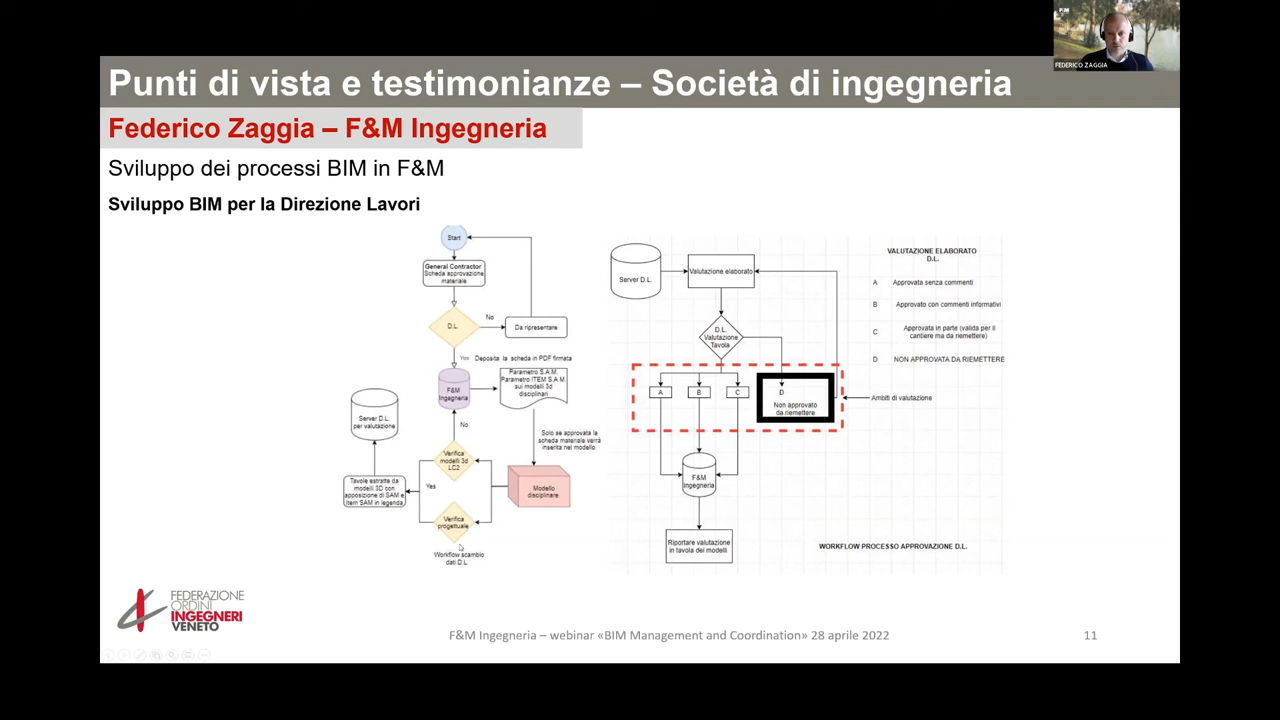 F&M
FEDERICO ZAGGIA
Punti di vista e testimonianze – Società di ingegneria
Federico Zaggia – F&M Ingegneria
Sviluppo dei processi BIM in F&M
Sviluppo BIM per la Direzione Lavori
Start
General Contractor
Scheda approvazione
materiale
D.L.
No
Da ripresentare
Yes
Deposita la scheda in PDF firmata
F&M
Ingegneria
Parametro S.A.M.
Parametro ITEM S.A.M.
sui modelli 3d
disciplinari
Server D.L.
per valutazione
No
Solo se approvata la
scheda materiale verrà
inserita nel modello
Verifica
modelli 3d
LC2
Yes
Tavole estratte da
modelli 3D con
apposizione di SAM e
Item SAM in legenda
Modello
disciplinare
Verifica
progettuale
Workflow scambio
dati D.L.
Server D.L.
Valutazione elaborato
D.L.
Valutazione
Tavola
A
B
C
D
Non approvato
da riemettere
Ambiti di valutazione
F&M
ingegneria
Riportare valutazione
in tavola dei modelli
VALUTAZIONE ELABORATO
D.L.
A Approvata senza commenti
B Approvato con commenti informativi
C Approvata in parte (valida per il
cantiere ma da riemettere)
D NON APPROVATA DA RIEMETTERE
WORKFLOW PROCESSO APPROVAZIONE D.L.
FEDERAZIONE
ORDINI
INGEGNERI
VENETO
F&M Ingegneria – webinar «BIM Management and Coordination» 28 aprile 2022
11